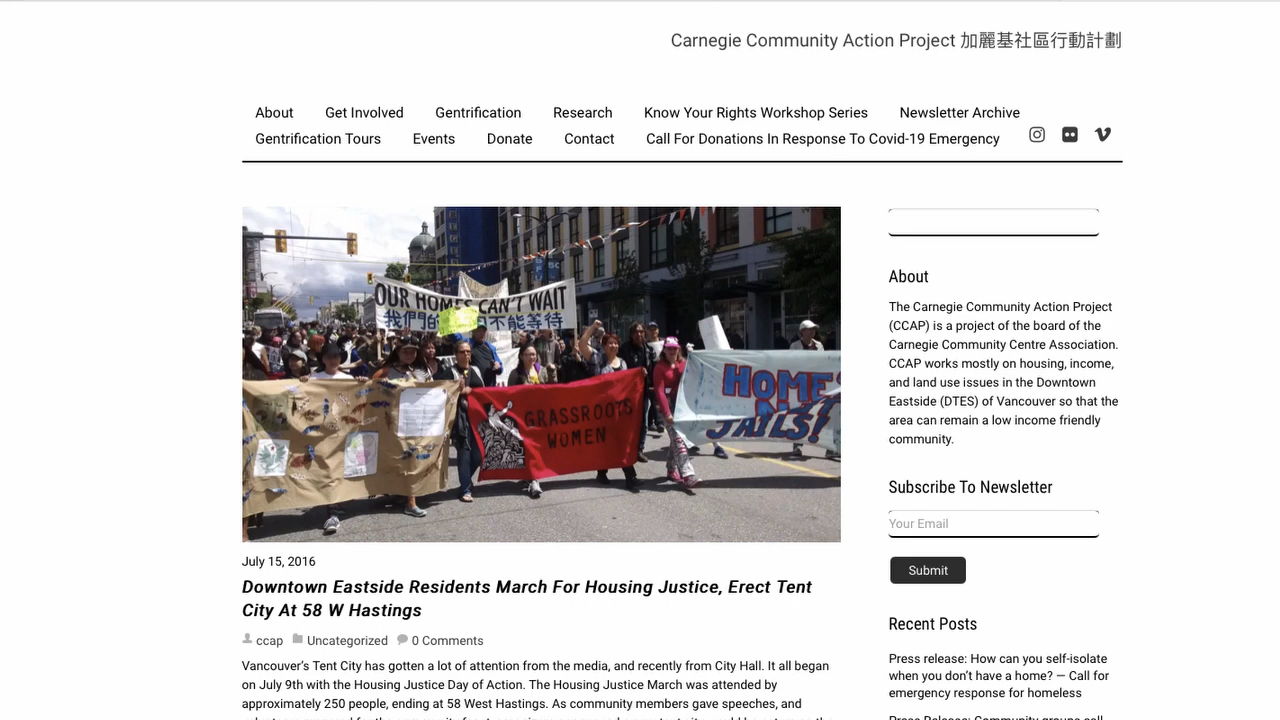 Carnegie Community Action Project 加麗基社區行動計劃
About Get Involved Gentrification Research Know Your Rights Workshop Series Newsletter Archive
Gentrification Tours Events Donate Contact Call For Donations In Response To Covid-19 Emergency
OUR HOMES CAN'T WAIT
我們的 日不能等待
GRASSROOTS
WOMEN
HOMES
JAILS!
July 15, 2016
Downtown Eastside Residents March For Housing Justice, Erect Tent
City At 58 W Hastings
ccap Uncategorized 0 Comments
Vancouver’s Tent City has gotten a lot of attention from the media, and recently from City Hall. It all began
on July 9th with the Housing Justice Day of Action. The Housing Justice March was attended by
approximately 250 people, ending at 58 West Hastings. As community members gave speeches, and
About
The Carnegie Community Action Project
(CCAP) is a project of the board of the
Carnegie Community Centre Association.
CCAP works mostly on housing, income,
and land use issues in the Downtown
Eastside (DTES) of Vancouver so that the
area can remain a low income friendly
community.
Subscribe To Newsletter
Your Email
Submit
Recent Posts
Press release: How can you self-isolate
when you don’t have a home? — Call for
emergency response for homeless
Press Release: Community groups call